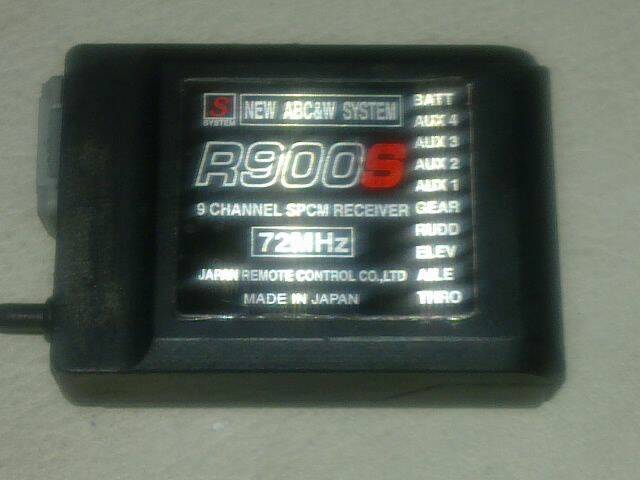 S
SYSTEM
NEW ABC&W SYSTEM
R900S
9 CHANNEL SPCM RECEIVER
72MHz
JAPAN REMOTE CONTROL CO.,LTD
MADE IN JAPAN
BATT
AUX 4
AUX 3
AUX 2
AUX 1
GEAR
RUDD
ELEV
AILE
THRO